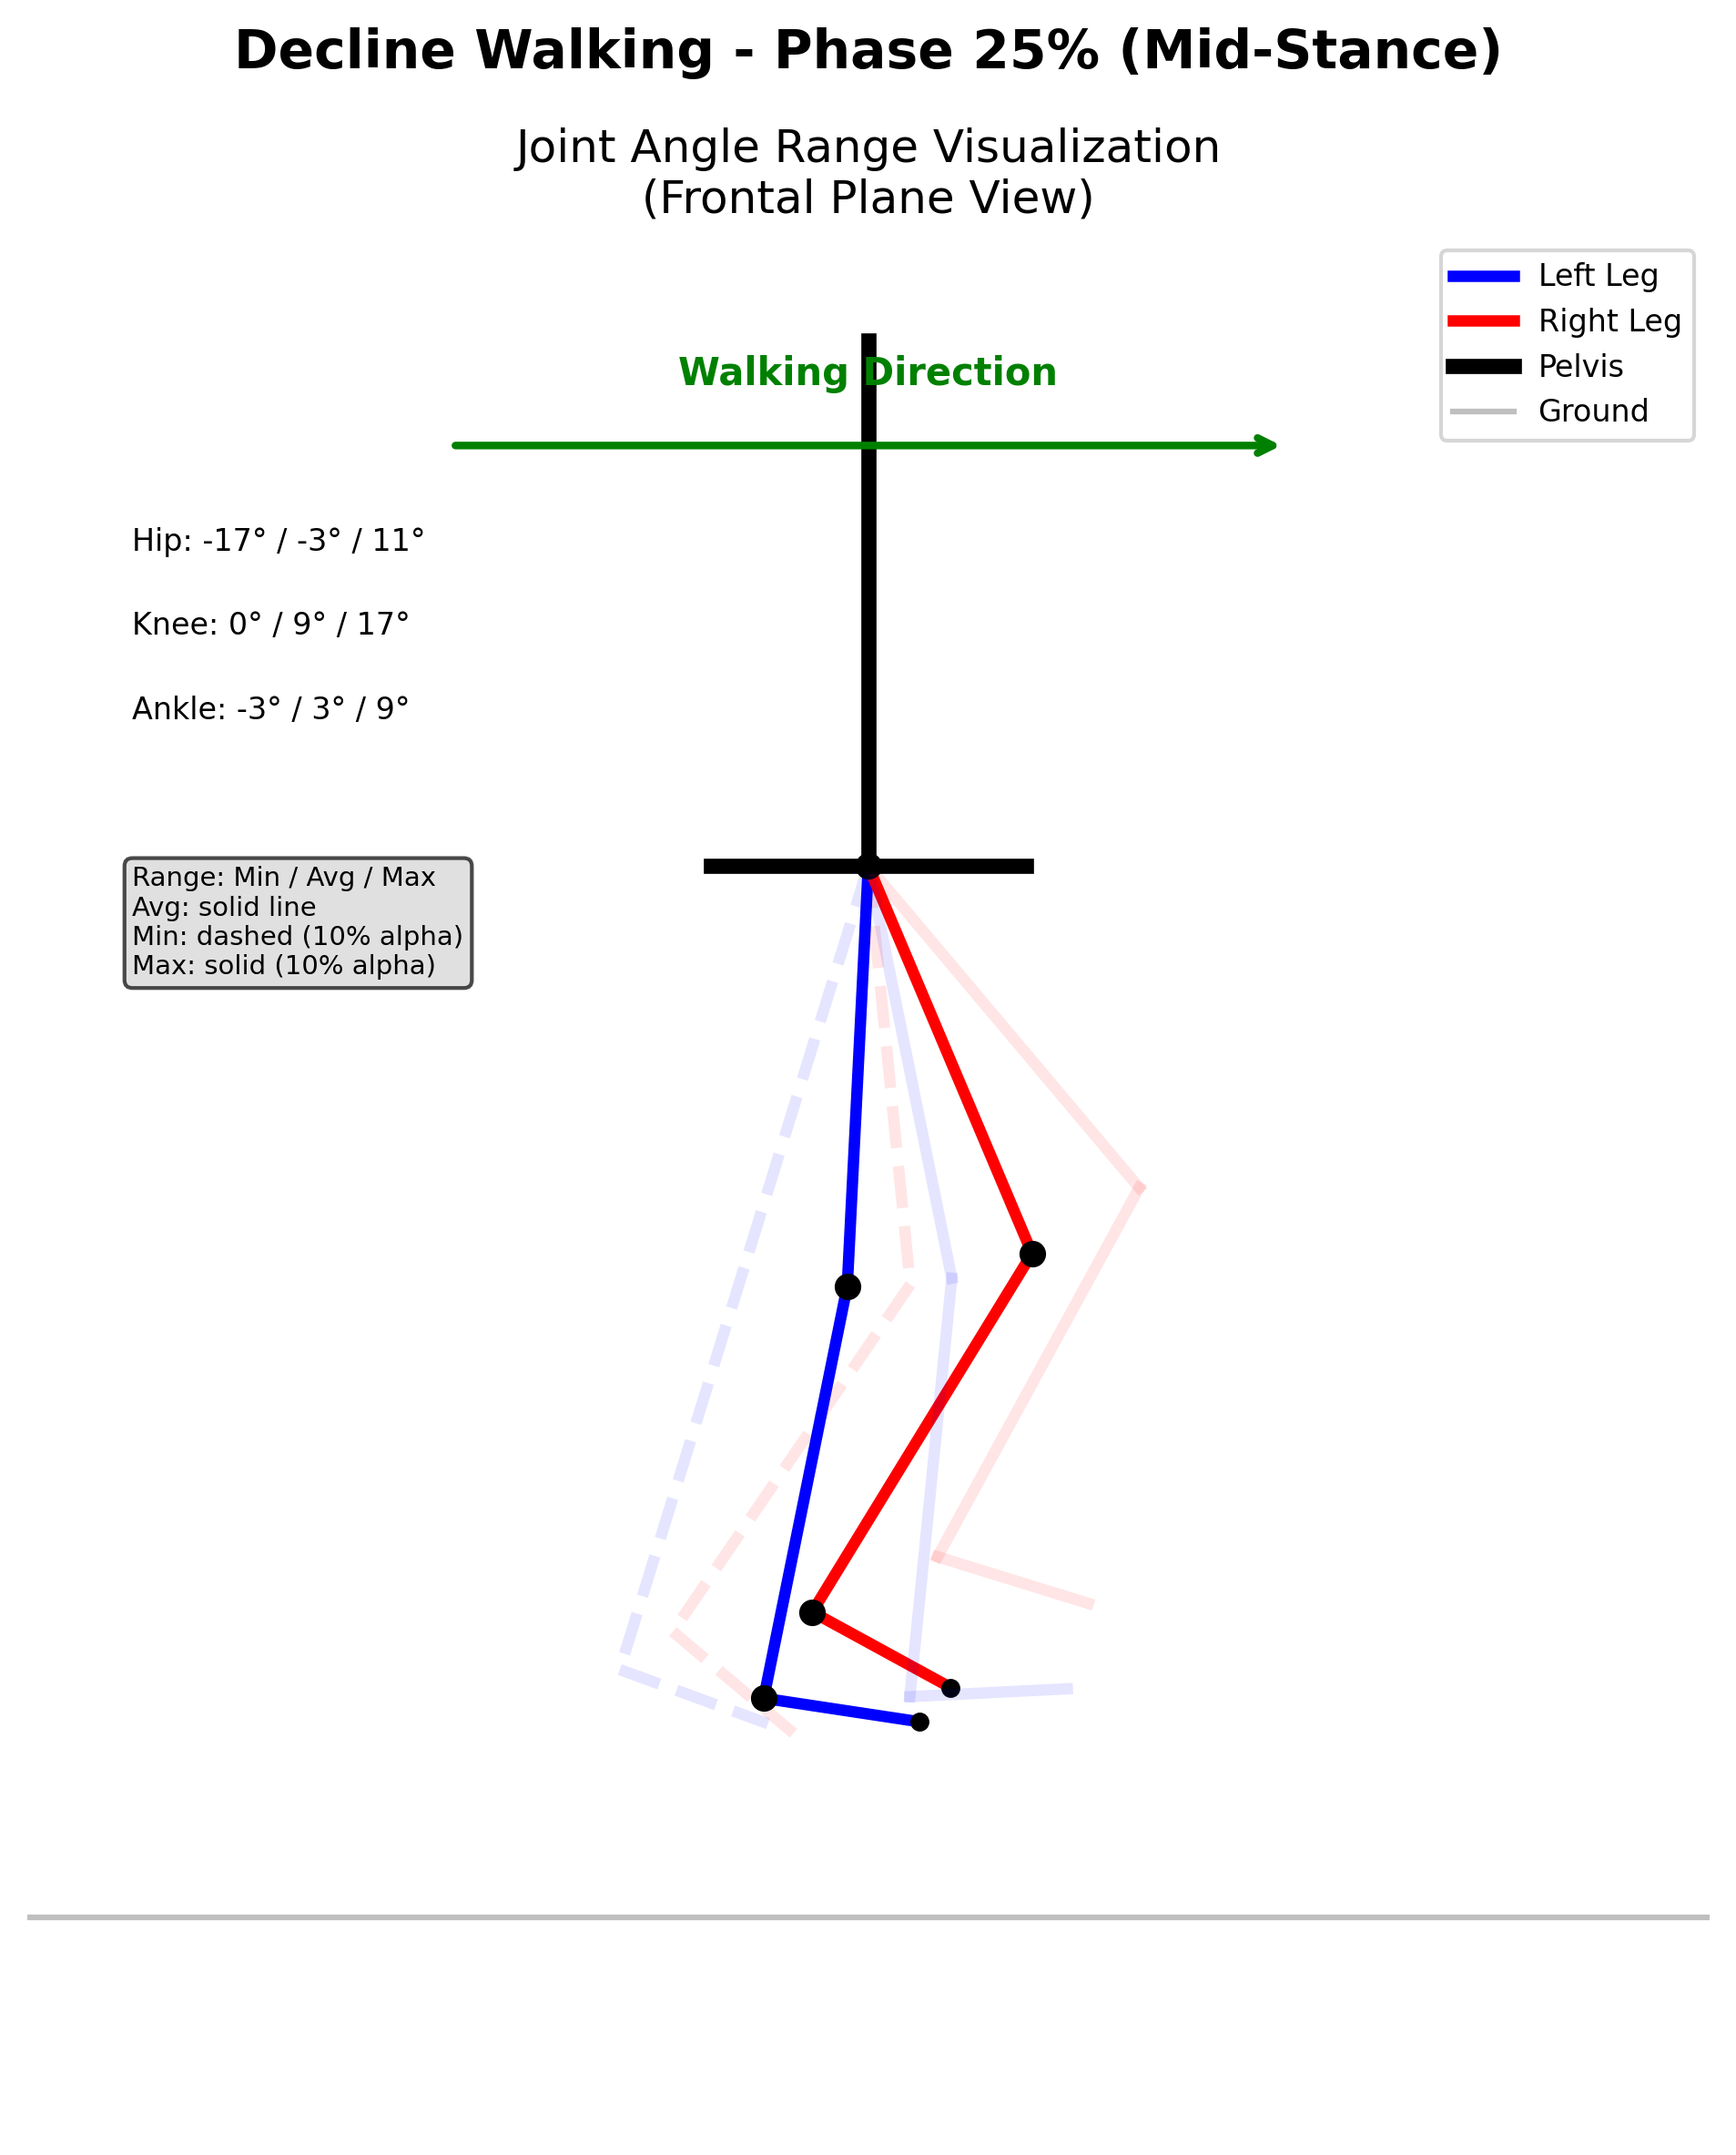 Decline Walking - Phase 25% (Mid-Stance)
Joint Angle Range Visualization
(Frontal Plane View)
Left Leg
Right Leg
Pelvis
Ground
Walking Direction
Hip: -17° / -3° / 11°
Knee: 0° / 9° / 17°
Ankle: -3° / 3° / 9°
Range: Min / Avg / Max
Avg: solid line
Min: dashed (10% alpha)
Max: solid (10% alpha)